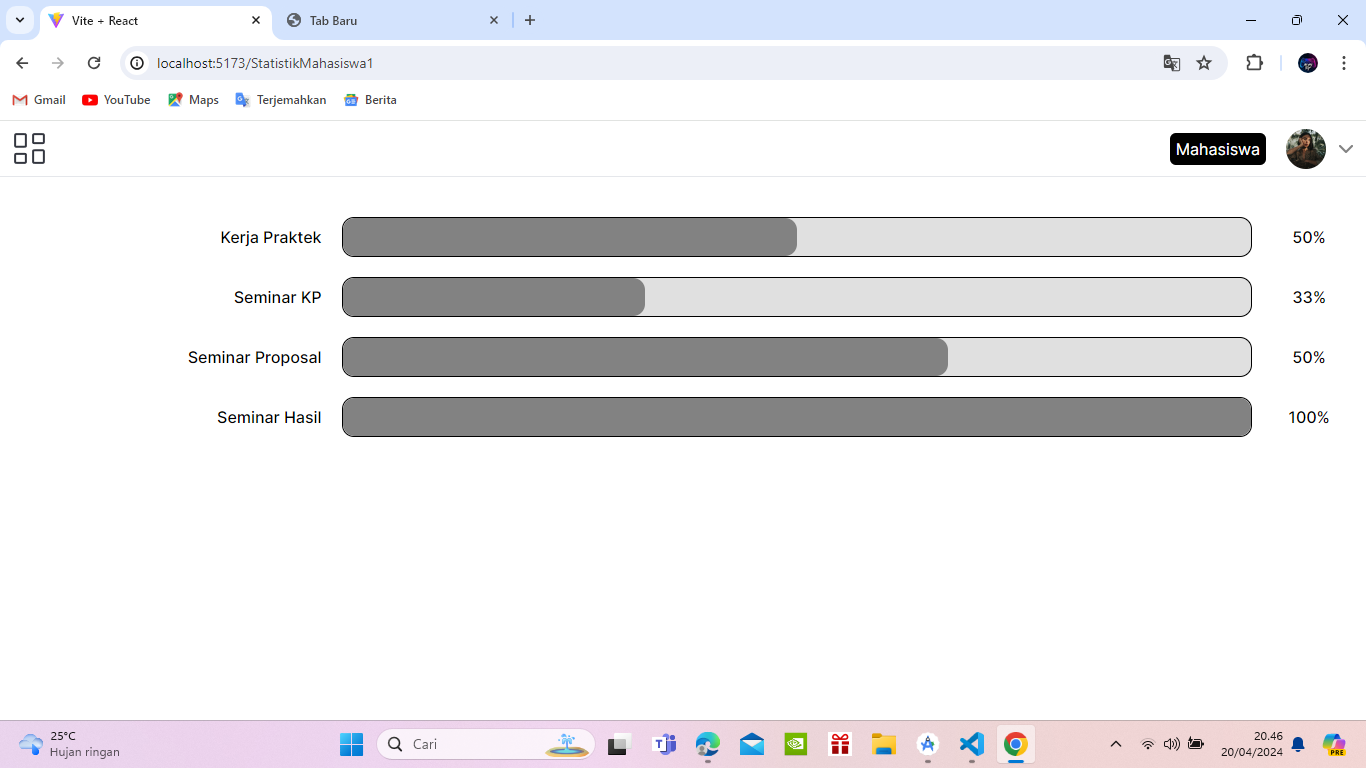 Vite + React
Tab Baru
localhost:5173/StatistikMahasiswa1
Gmail
YouTube
Maps
Terjemahkan
Berita
Mahasiswa
Kerja Praktek 50%
Seminar KP 33%
Seminar Proposal 50%
Seminar Hasil 100%
25°C
Hujan ringan
Cari
20.46
20/04/2024
PRE